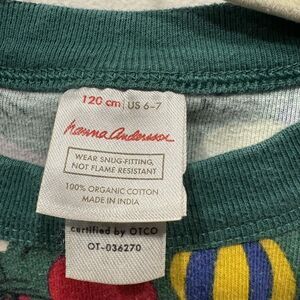 120 cm | US 6-7
hanna andersson
WEAR SNUG-FITTING,
NOT FLAME RESISTANT
100% ORGANIC COTTON
MADE IN INDIA
certified by OTCO
OT-036270